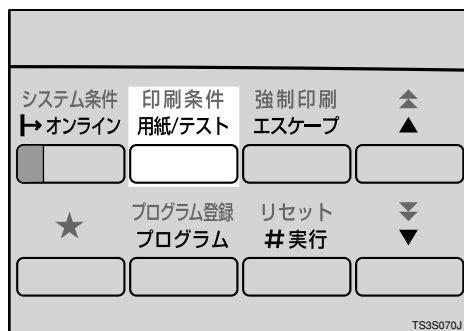 システム条件 印刷条件 強制印刷
オンライン 用紙/テスト エスケープ ▲
★ プログラム登録 リセット
プログラム #実行 ▼
TS3S070J